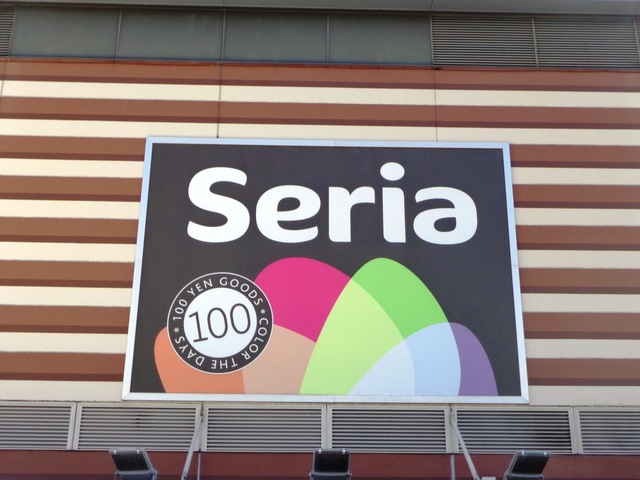 Seria
*100 YEN GOODS*
COLOR THE DAYS
100